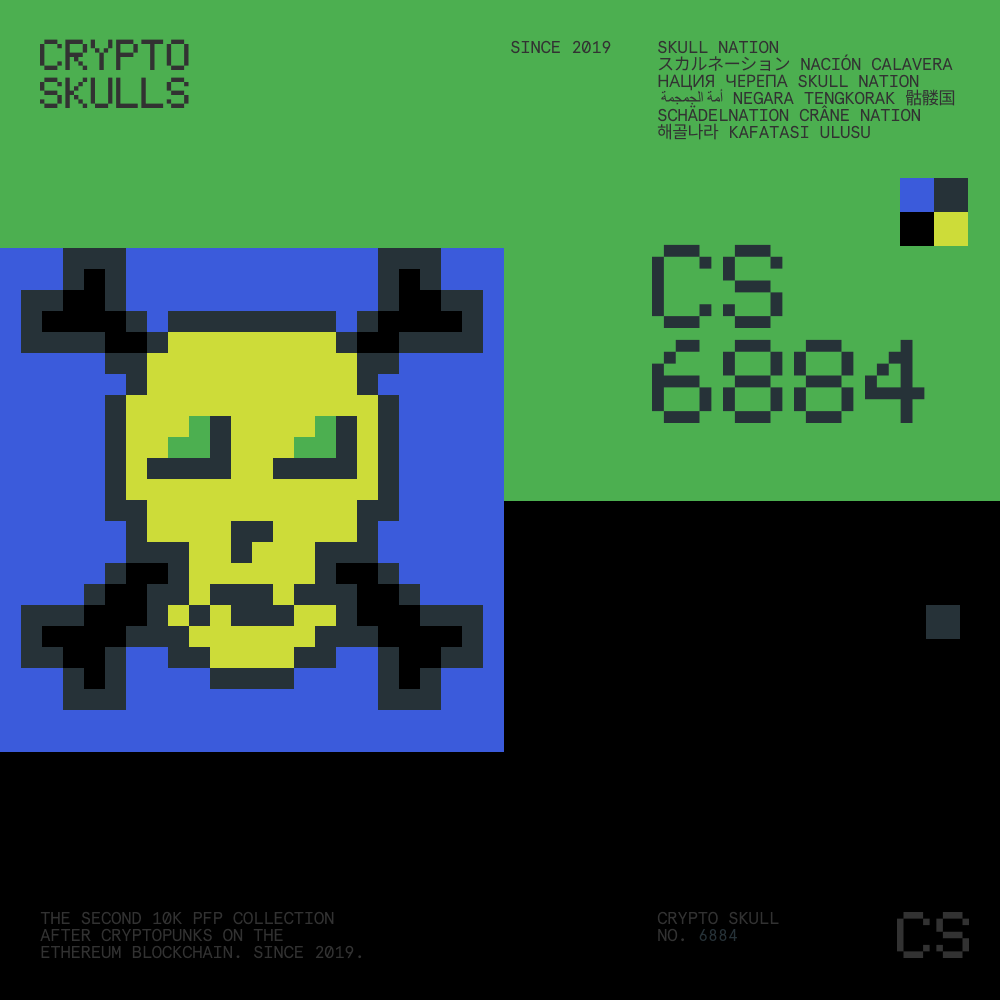 CRYPTO
SKULLS
SINCE 2019
SKULL NATION
スカルネーション NACIÓN CALAVERA
НАЦИЯ ЧЕРЕПА SKULL NATION
أمة الجمجمة NEGARA TENGKORAK 骷髅国
SCHÄDELNATION CRÂNE NATION
해골나라 KAFATASI ULUSU
CS
6884
THE SECOND 10K PFP COLLECTION
AFTER CRYPTOPUNKS ON THE
ETHEREUM BLOCKCHAIN. SINCE 2019.
CRYPTO SKULL
NO. 6884
CS